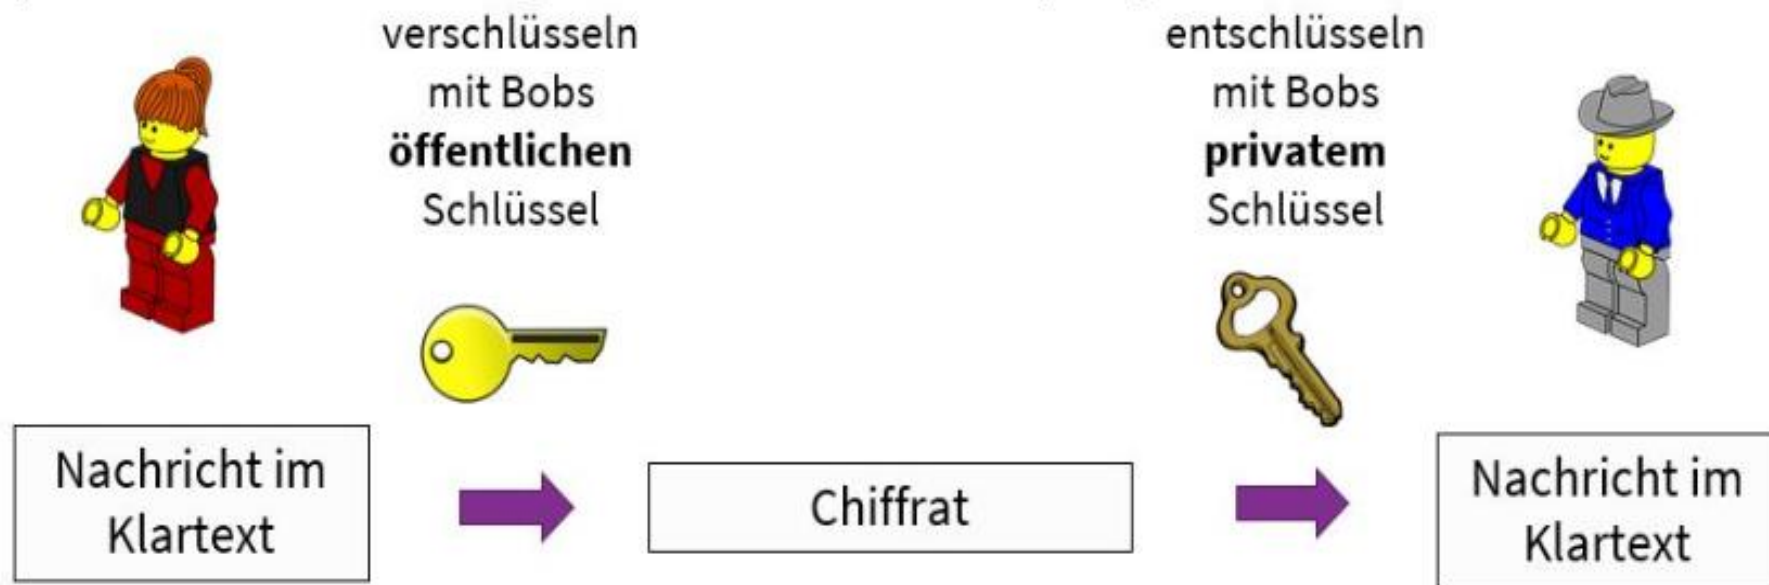 verschlüsseln
mit Bobs
öffentlichen
Schlüssel
entschlüsseln
mit Bobs
privatem
Schlüssel
Nachricht im
Klartext
Chiffrat
Nachricht im
Klartext